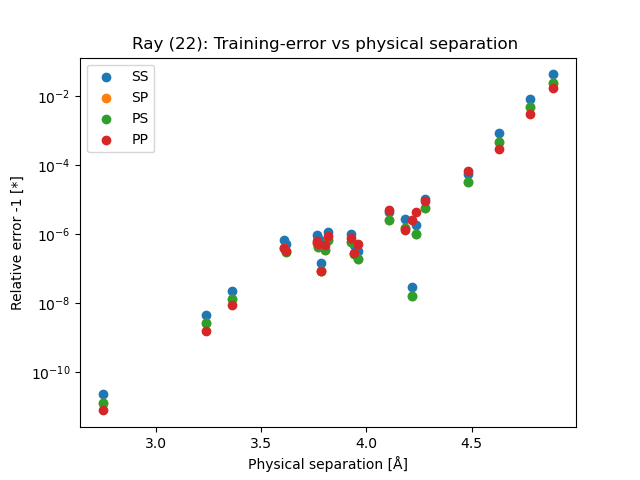 Ray (22): Training-error vs physical separation
SS
SP
PS
PP
Relative error -1 [*]
10⁻²
10⁻⁴
10⁻⁶
10⁻⁸
10⁻¹⁰
3.0 3.5 4.0 4.5
Physical separation [Å]